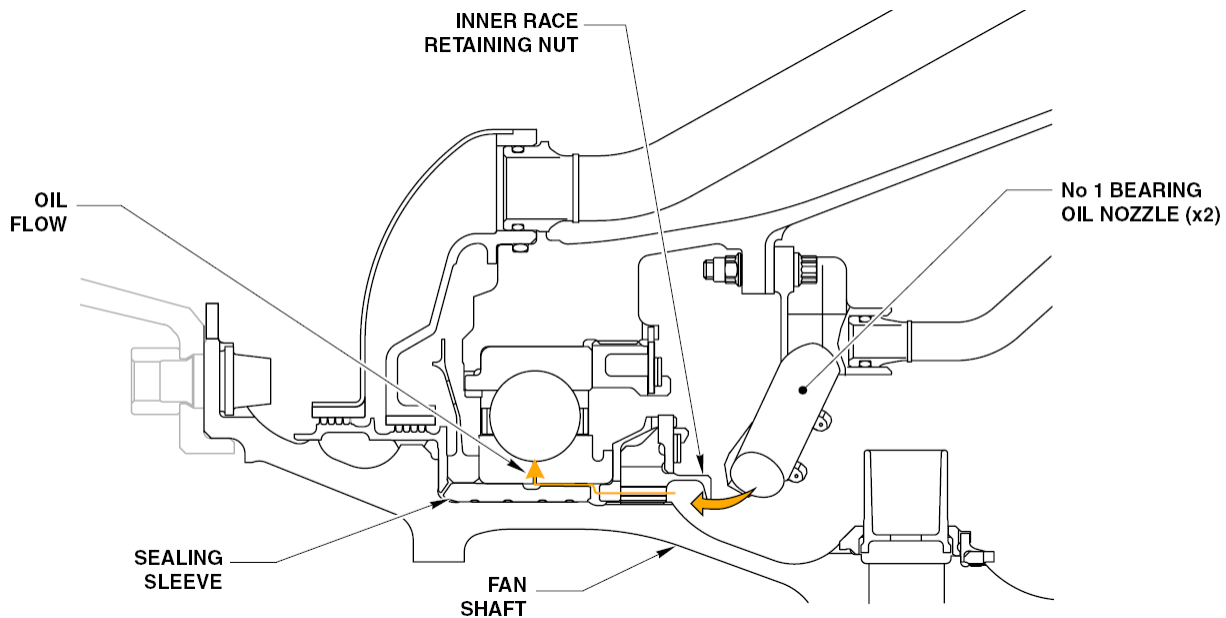 INNER RACE
RETAINING NUT
OIL
FLOW
No 1 BEARING
OIL NOZZLE (x2)
SEALING
SLEEVE
FAN
SHAFT